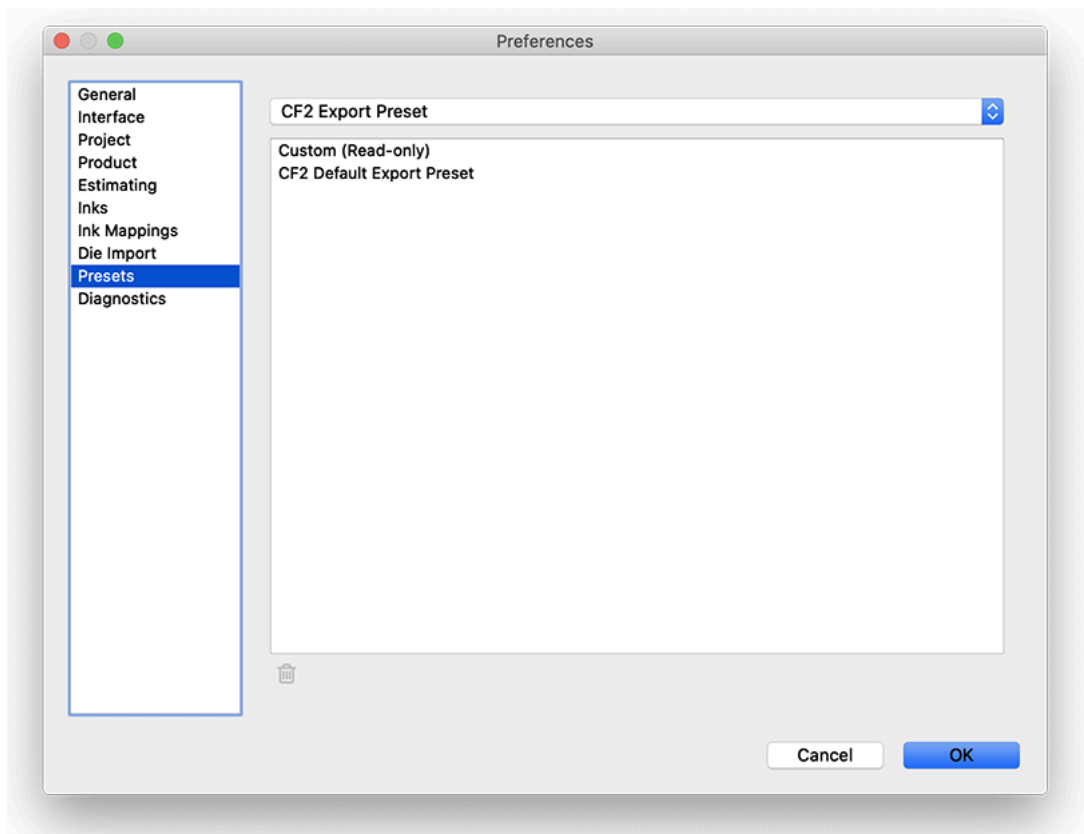 Preferences
General
Interface
Project
Product
Estimating
Inks
Ink Mappings
Die Import
Presets
Diagnostics
CF2 Export Preset
Custom (Read-only)
CF2 Default Export Preset
Cancel
OK